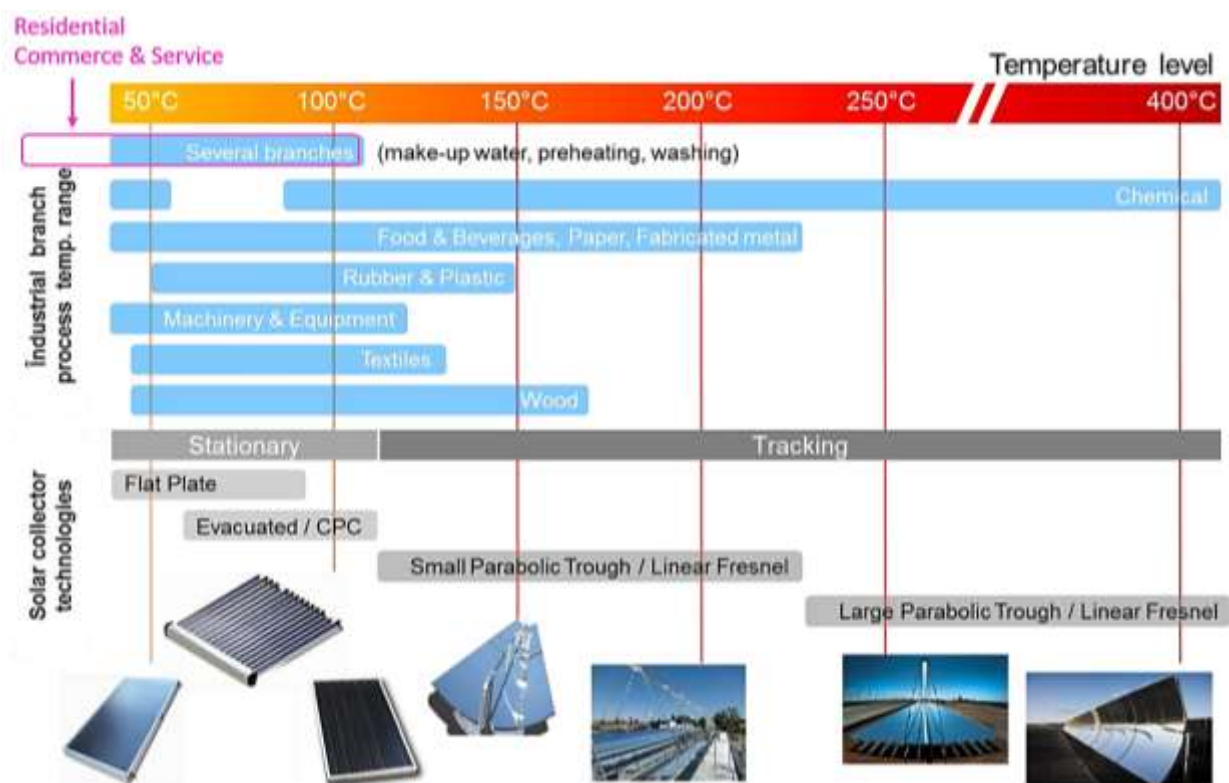 Residential
Commerce & Service
Temperature level
50°C 100°C 150°C 200°C 250°C 400°C
Several branches (make-up water, preheating, washing)
Chemical
Food & Beverages, Paper, Fabricated metal
Rubber & Plastic
Machinery & Equipment
Textiles
Wood
Industrial branch
process temp. range
Stationary Tracking
Flat Plate
Evacuated / CPC
Small Parabolic Trough / Linear Fresnel
Large Parabolic Trough / Linear Fresnel
Solar collector
technologies